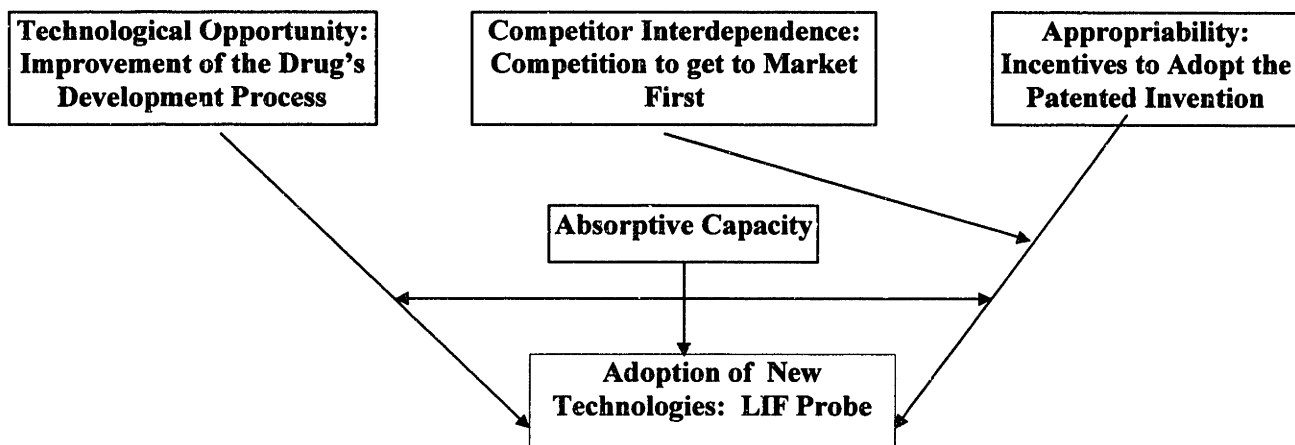 Technological Opportunity:
Improvement of the Drug's
Development Process
Competitor Interdependence:
Competition to get to Market
First
Appropriability:
Incentives to Adopt the
Patented Invention
Absorptive Capacity
Adoption of New
Technologies: LIF Probe